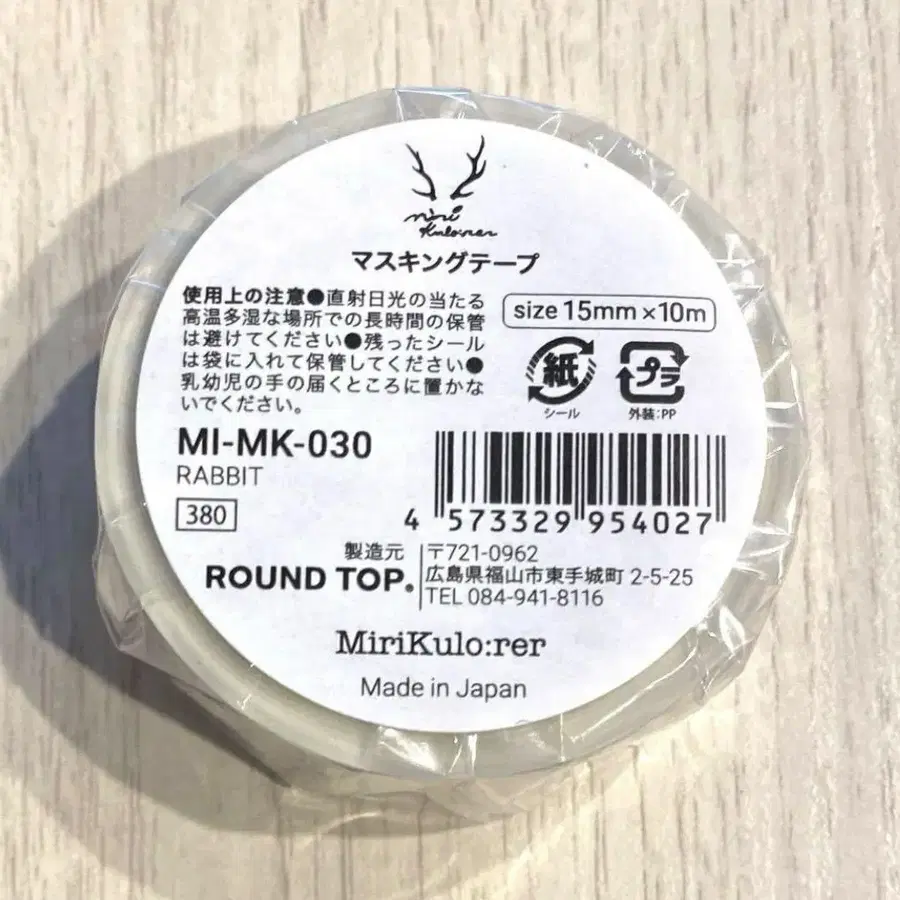 miri
Kulo:rer
マスキングテープ
使用上の注意●直射日光の当たる
高温多湿な場所での長時間の保管
は避けてください●残ったシール
は袋に入れて保管してください●
乳幼児の手の届くところに置かな
いでください。
size 15mm×10m
紙
シール
プラ
外装:PP
MI-MK-030
RABBIT
380
4 573329 954027
製造元
ROUND TOP.
〒721-0962
広島県福山市東手城町 2-5-25
TEL 084-941-8116
MiriKulo:rer
Made in Japan